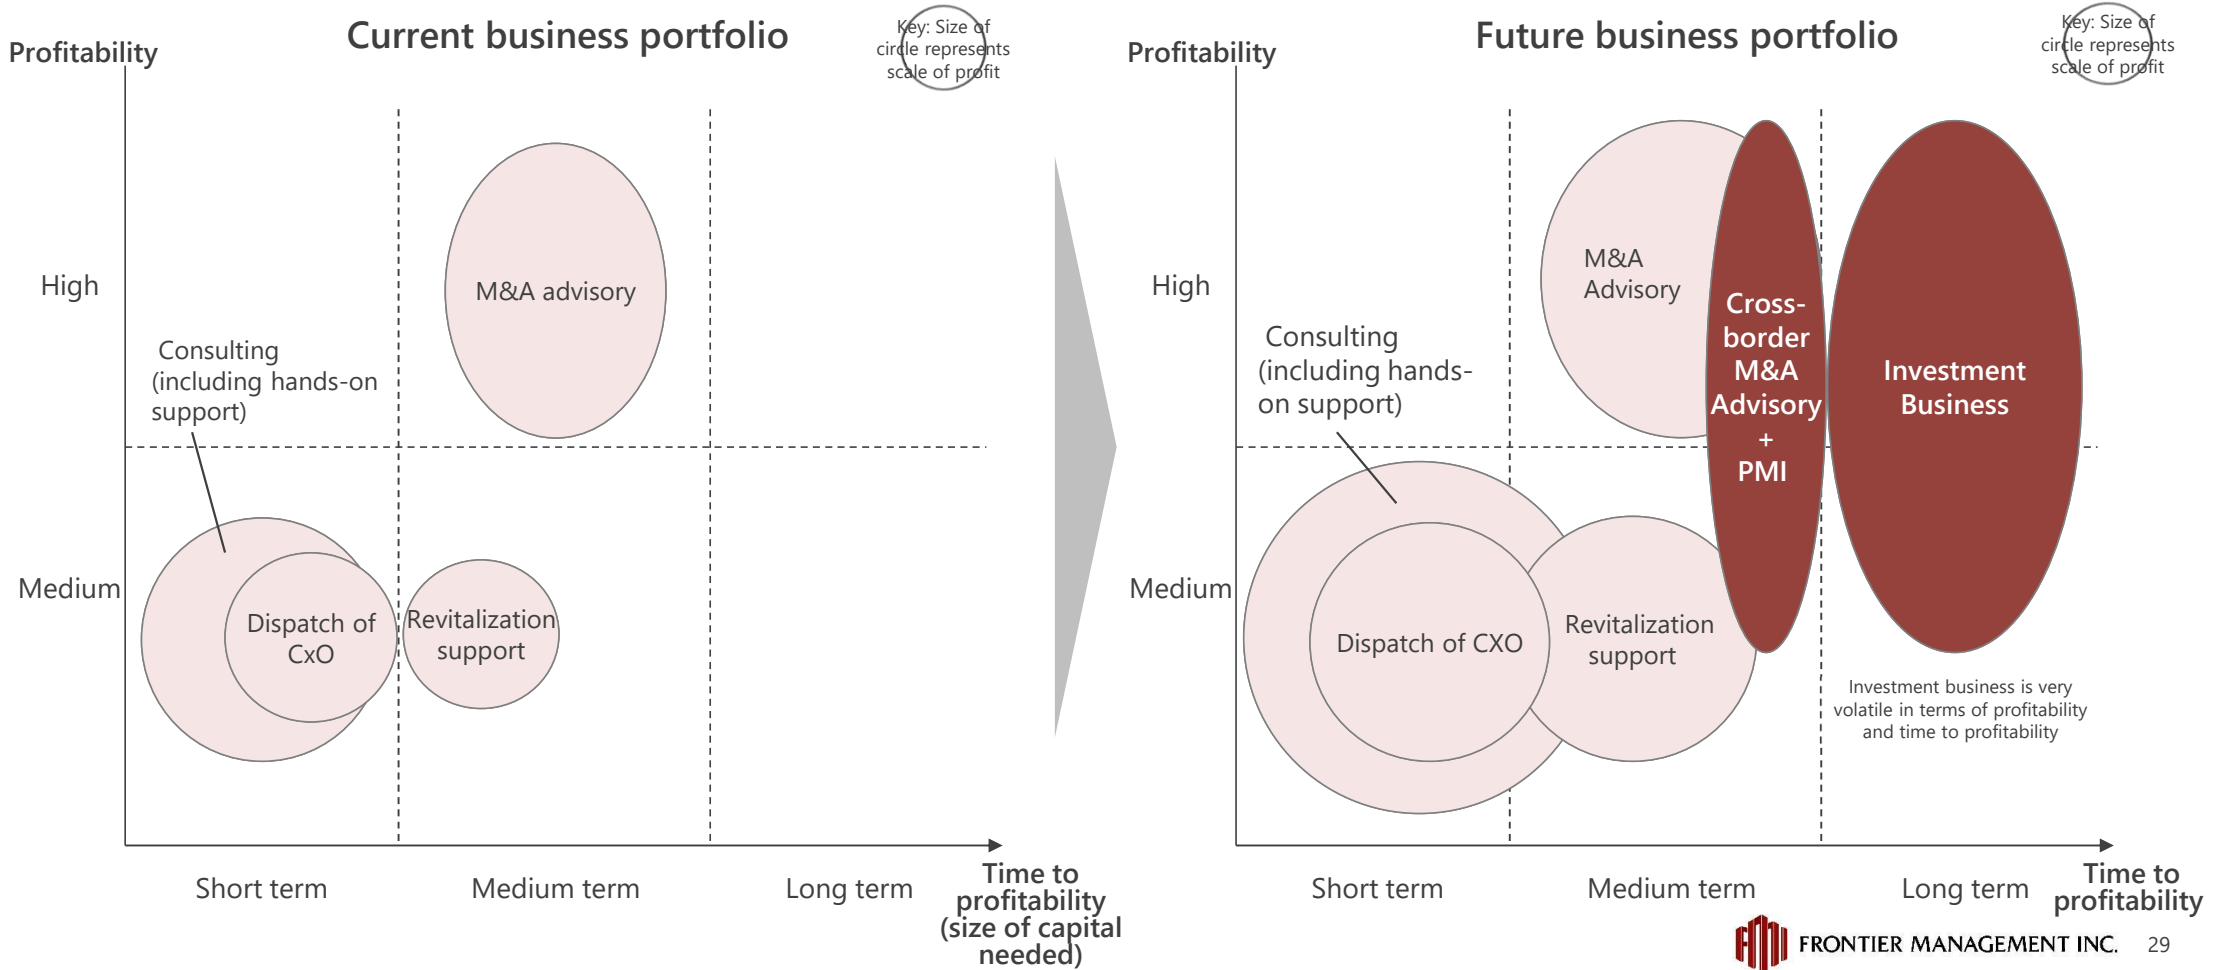 Current business portfolio
Key: Size of
circle represents
scale of profit
Profitability
High
Medium
M&A advisory
Consulting
(including hands-on
support)
Dispatch of
CxO
Revitalization
support
Short term
Medium term
Long term
Time to
profitability
(size of capital
needed)
Future business portfolio
Key: Size of
circle represents
scale of profit
Profitability
High
Medium
M&A
Advisory
Cross-
border
M&A
Advisory
+
PMI
Investment
Business
Consulting
(including hands-
on support)
Dispatch of CXO
Revitalization
support
Investment business is very
volatile in terms of profitability
and time to profitability
Short term
Medium term
Long term
Time to
profitability
FRONTIER MANAGEMENT INC.
29